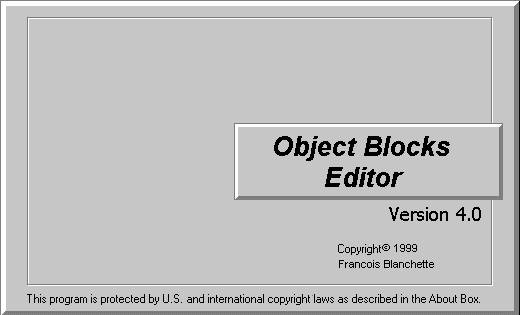 Object Blocks
Editor
Version 4.0
Copyright© 1999
Francois Blanchette
This program is protected by U.S. and international copyright laws as described in the About Box.